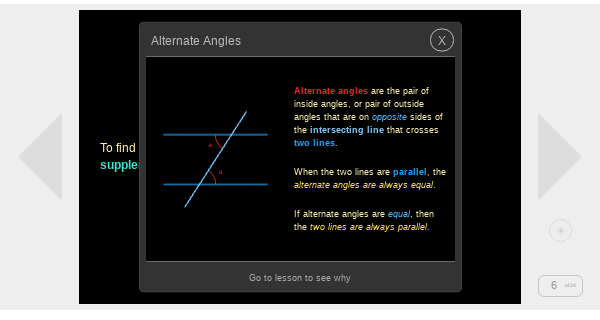 Alternate Angles
X
Alternate angles are the pair of
inside angles, or pair of outside
angles that are on opposite sides of
the intersecting line that crosses
two lines.
When the two lines are parallel, the
alternate angles are always equal.
If alternate angles are equal, then
the two lines are always parallel.
To find
supple
a
a
Go to lesson to see why
6